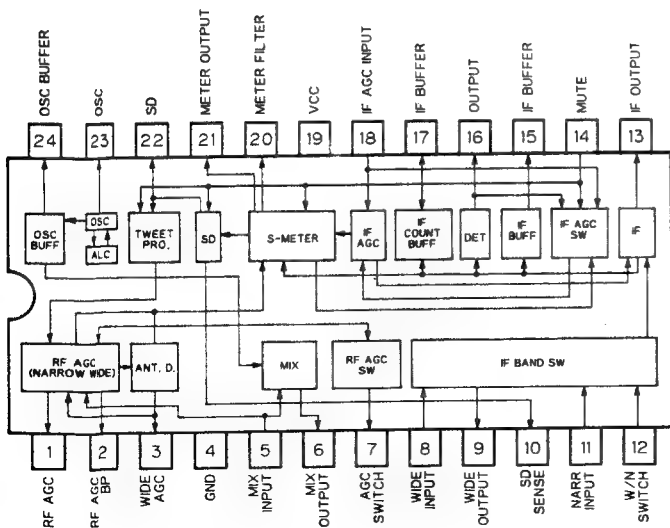 OSC BUFFER
OSC
SD
METER OUTPUT
METER FILTER
VCC
IF AGC INPUT
IF BUFFER
OUTPUT
IF BUFFER
MUTE
IF OUTPUT
24
23
22
21
20
19
18
17
16
15
14
13
OSC
BUFF
OSC
ALC
TWEET
PRO.
SD
S-METER
IF
AGC
IF
COUNT
BUFF
DET
IF
BUFF
IF AGC
SW
IF
RF AGC
(NARROW WIDE)
ANT. D.
MIX
RF AGC
SW
IF BAND SW
1
2
3
4
5
6
7
8
9
10
11
12
RF AGC
RF AGC
BP
WIDE
AGC
GND
MIX
INPUT
MIX
OUTPUT
AGC
SWITCH
WIDE
INPUT
WIDE
OUTPUT
SD
SENSE
NARR
INPUT
W/N
SWITCH